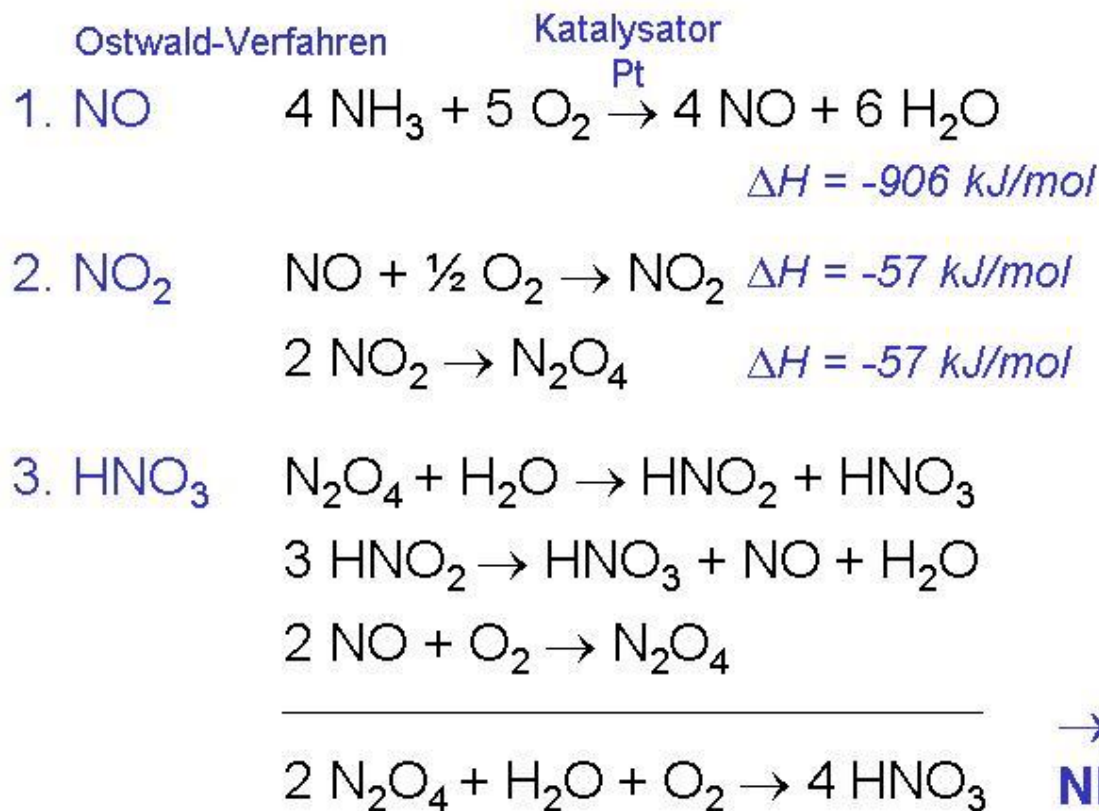 Ostwald-Verfahren
Katalysator
Pt
1. NO 4 NH₃ + 5 O₂ → 4 NO + 6 H₂O
ΔH = -906 kJ/mol
2. NO₂ NO + ½ O₂ → NO₂ ΔH = -57 kJ/mol
2 NO₂ → N₂O₄ ΔH = -57 kJ/mol
3. HNO₃ N₂O₄ + H₂O → HNO₂ + HNO₃
3 HNO₂ → HNO₃ + NO + H₂O
2 NO + O₂ → N₂O₄
→
2 N₂O₄ + H₂O + O₂ → 4 HNO₃